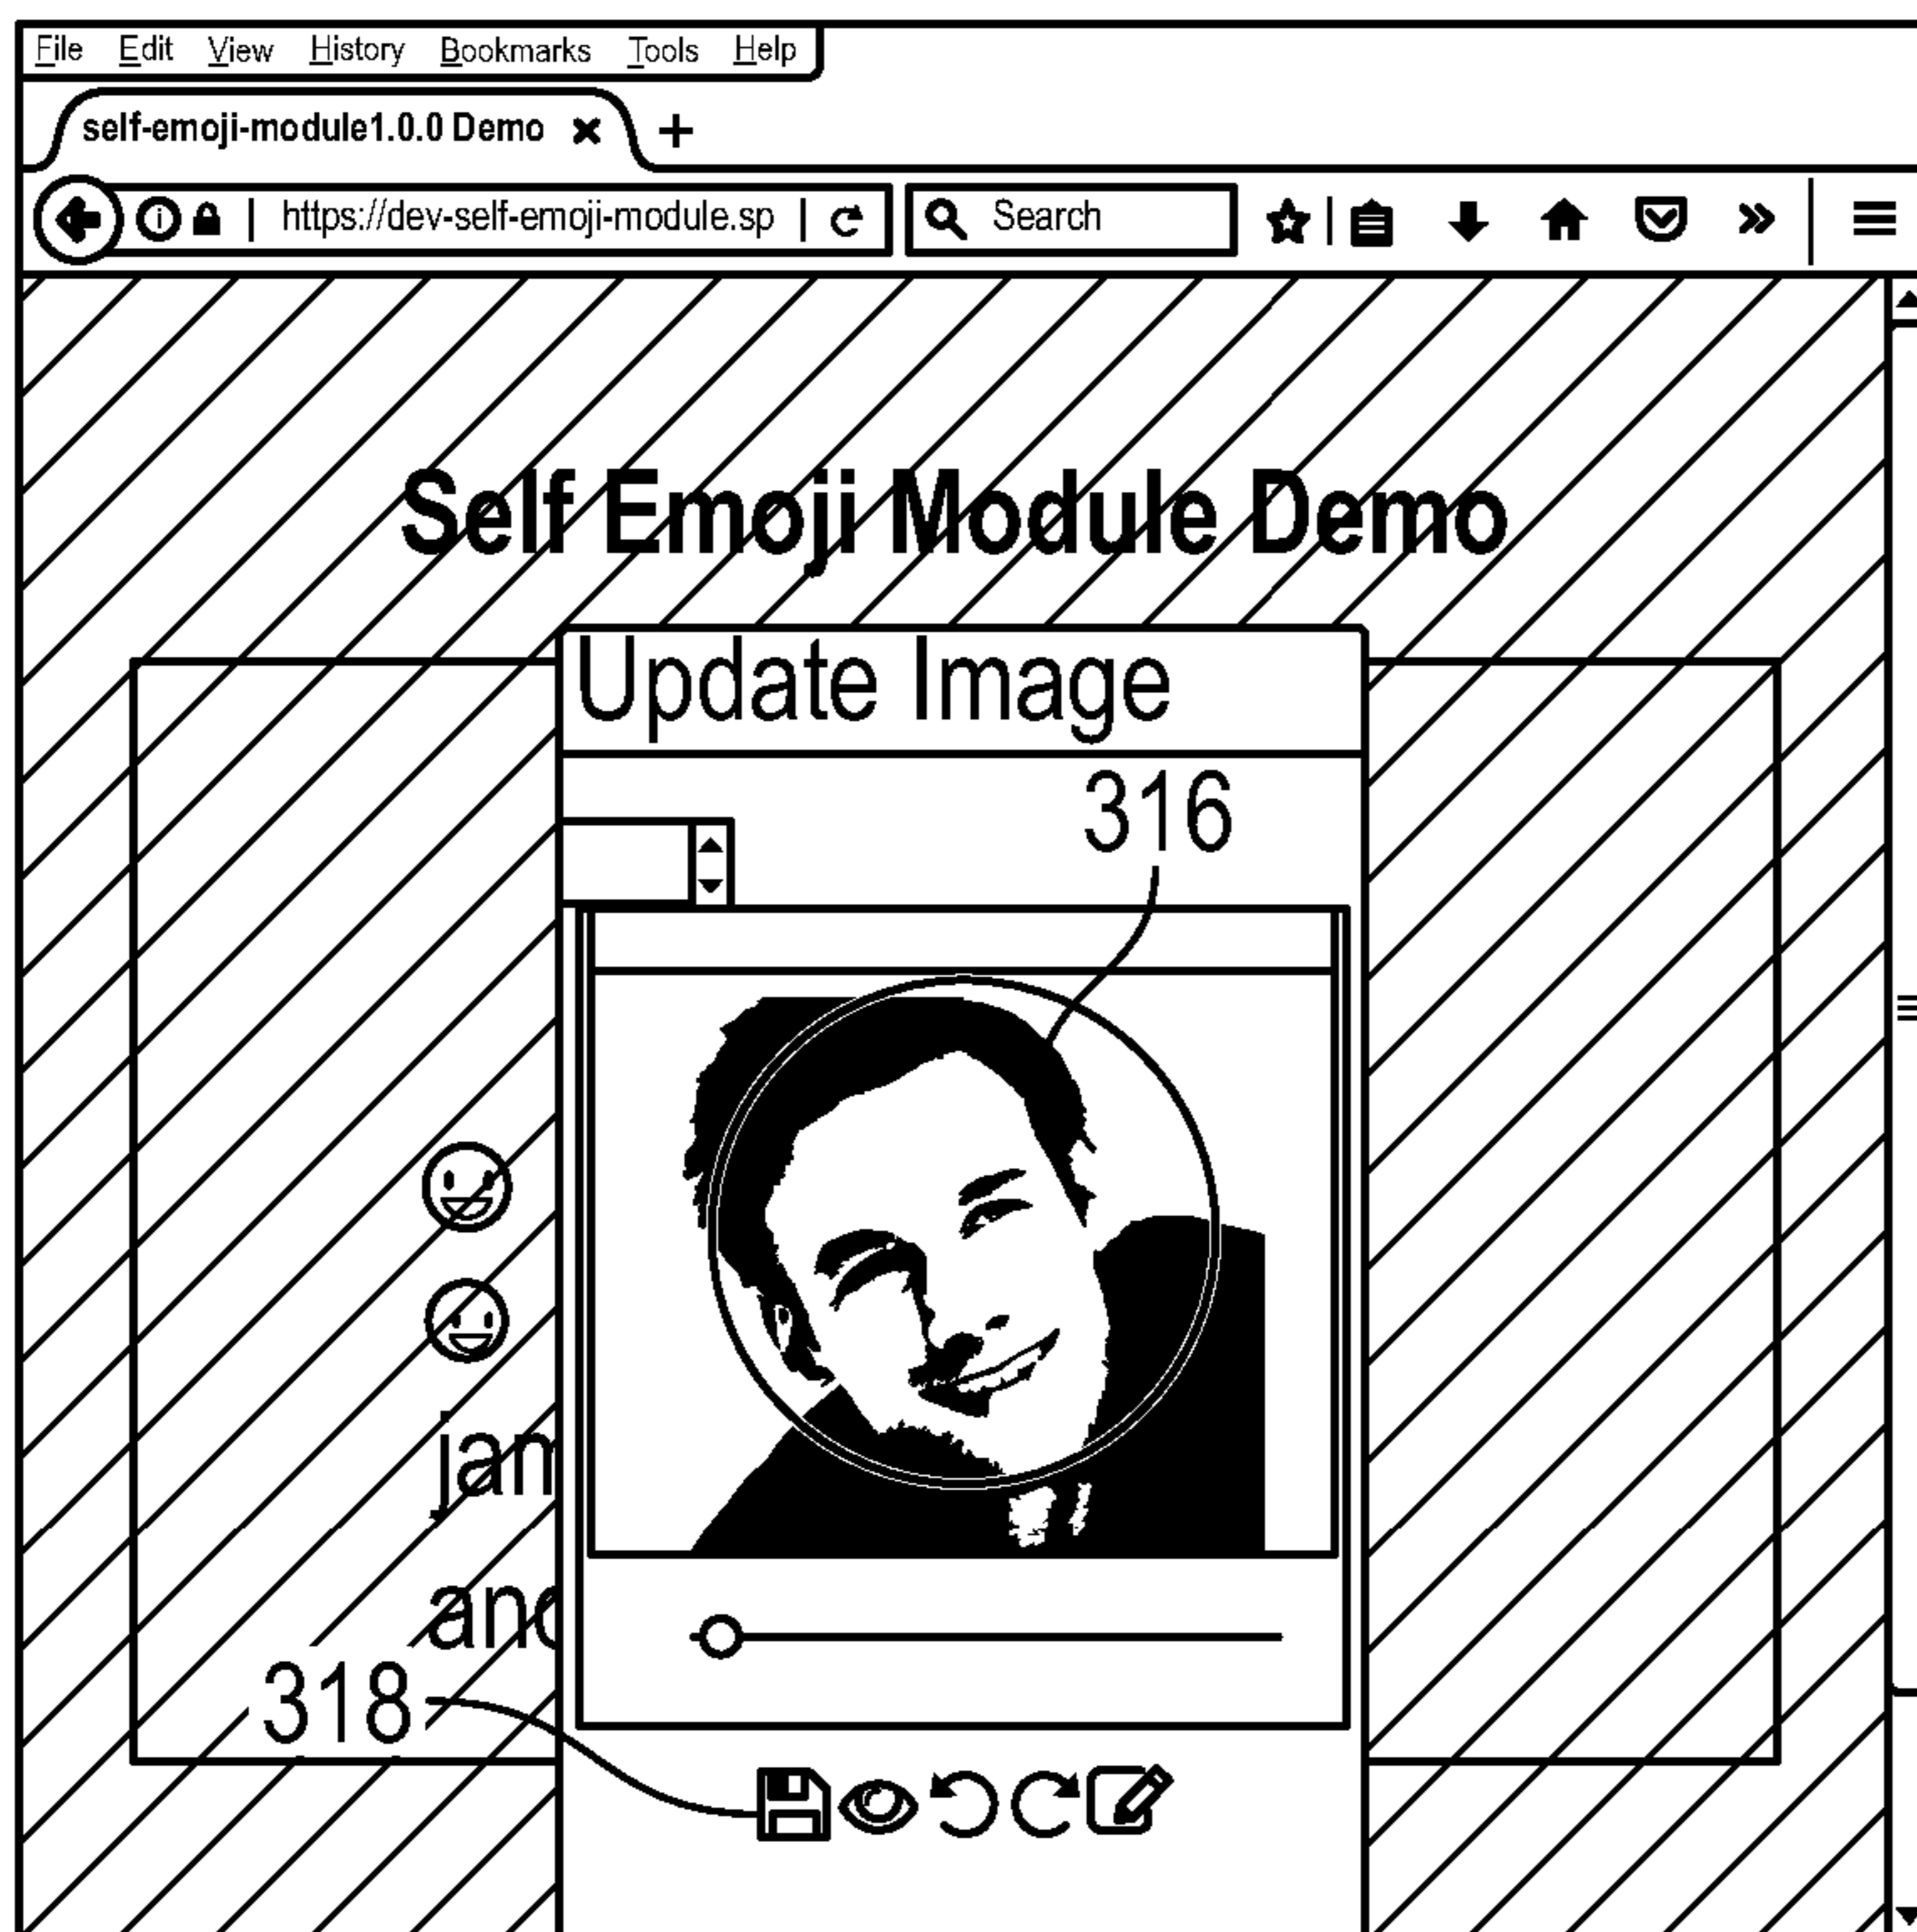 File Edit View History Bookmarks Tools Help
self-emoji-module1.0.0 Demo
https://dev-self-emoji-module.sp Search
Self Emoji Module Demo
Update Image
316
jam
and
318